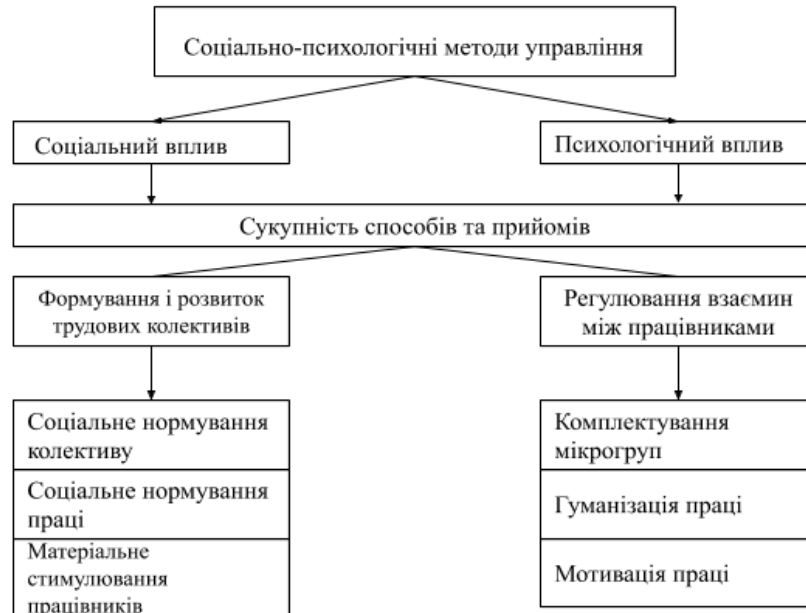 Соціально-психологічні методи управління
Соціальний вплив
Психологічний вплив
Сукупність способів та прийомів
Формування і розвиток
трудових колективів
Регулювання взаємин
між працівниками
Соціальне нормування
колективу
Соціальне нормування
праці
Матеріальне
стимулювання
працівників
Комплектування
мікрогруп
Гуманізація праці
Мотивація праці